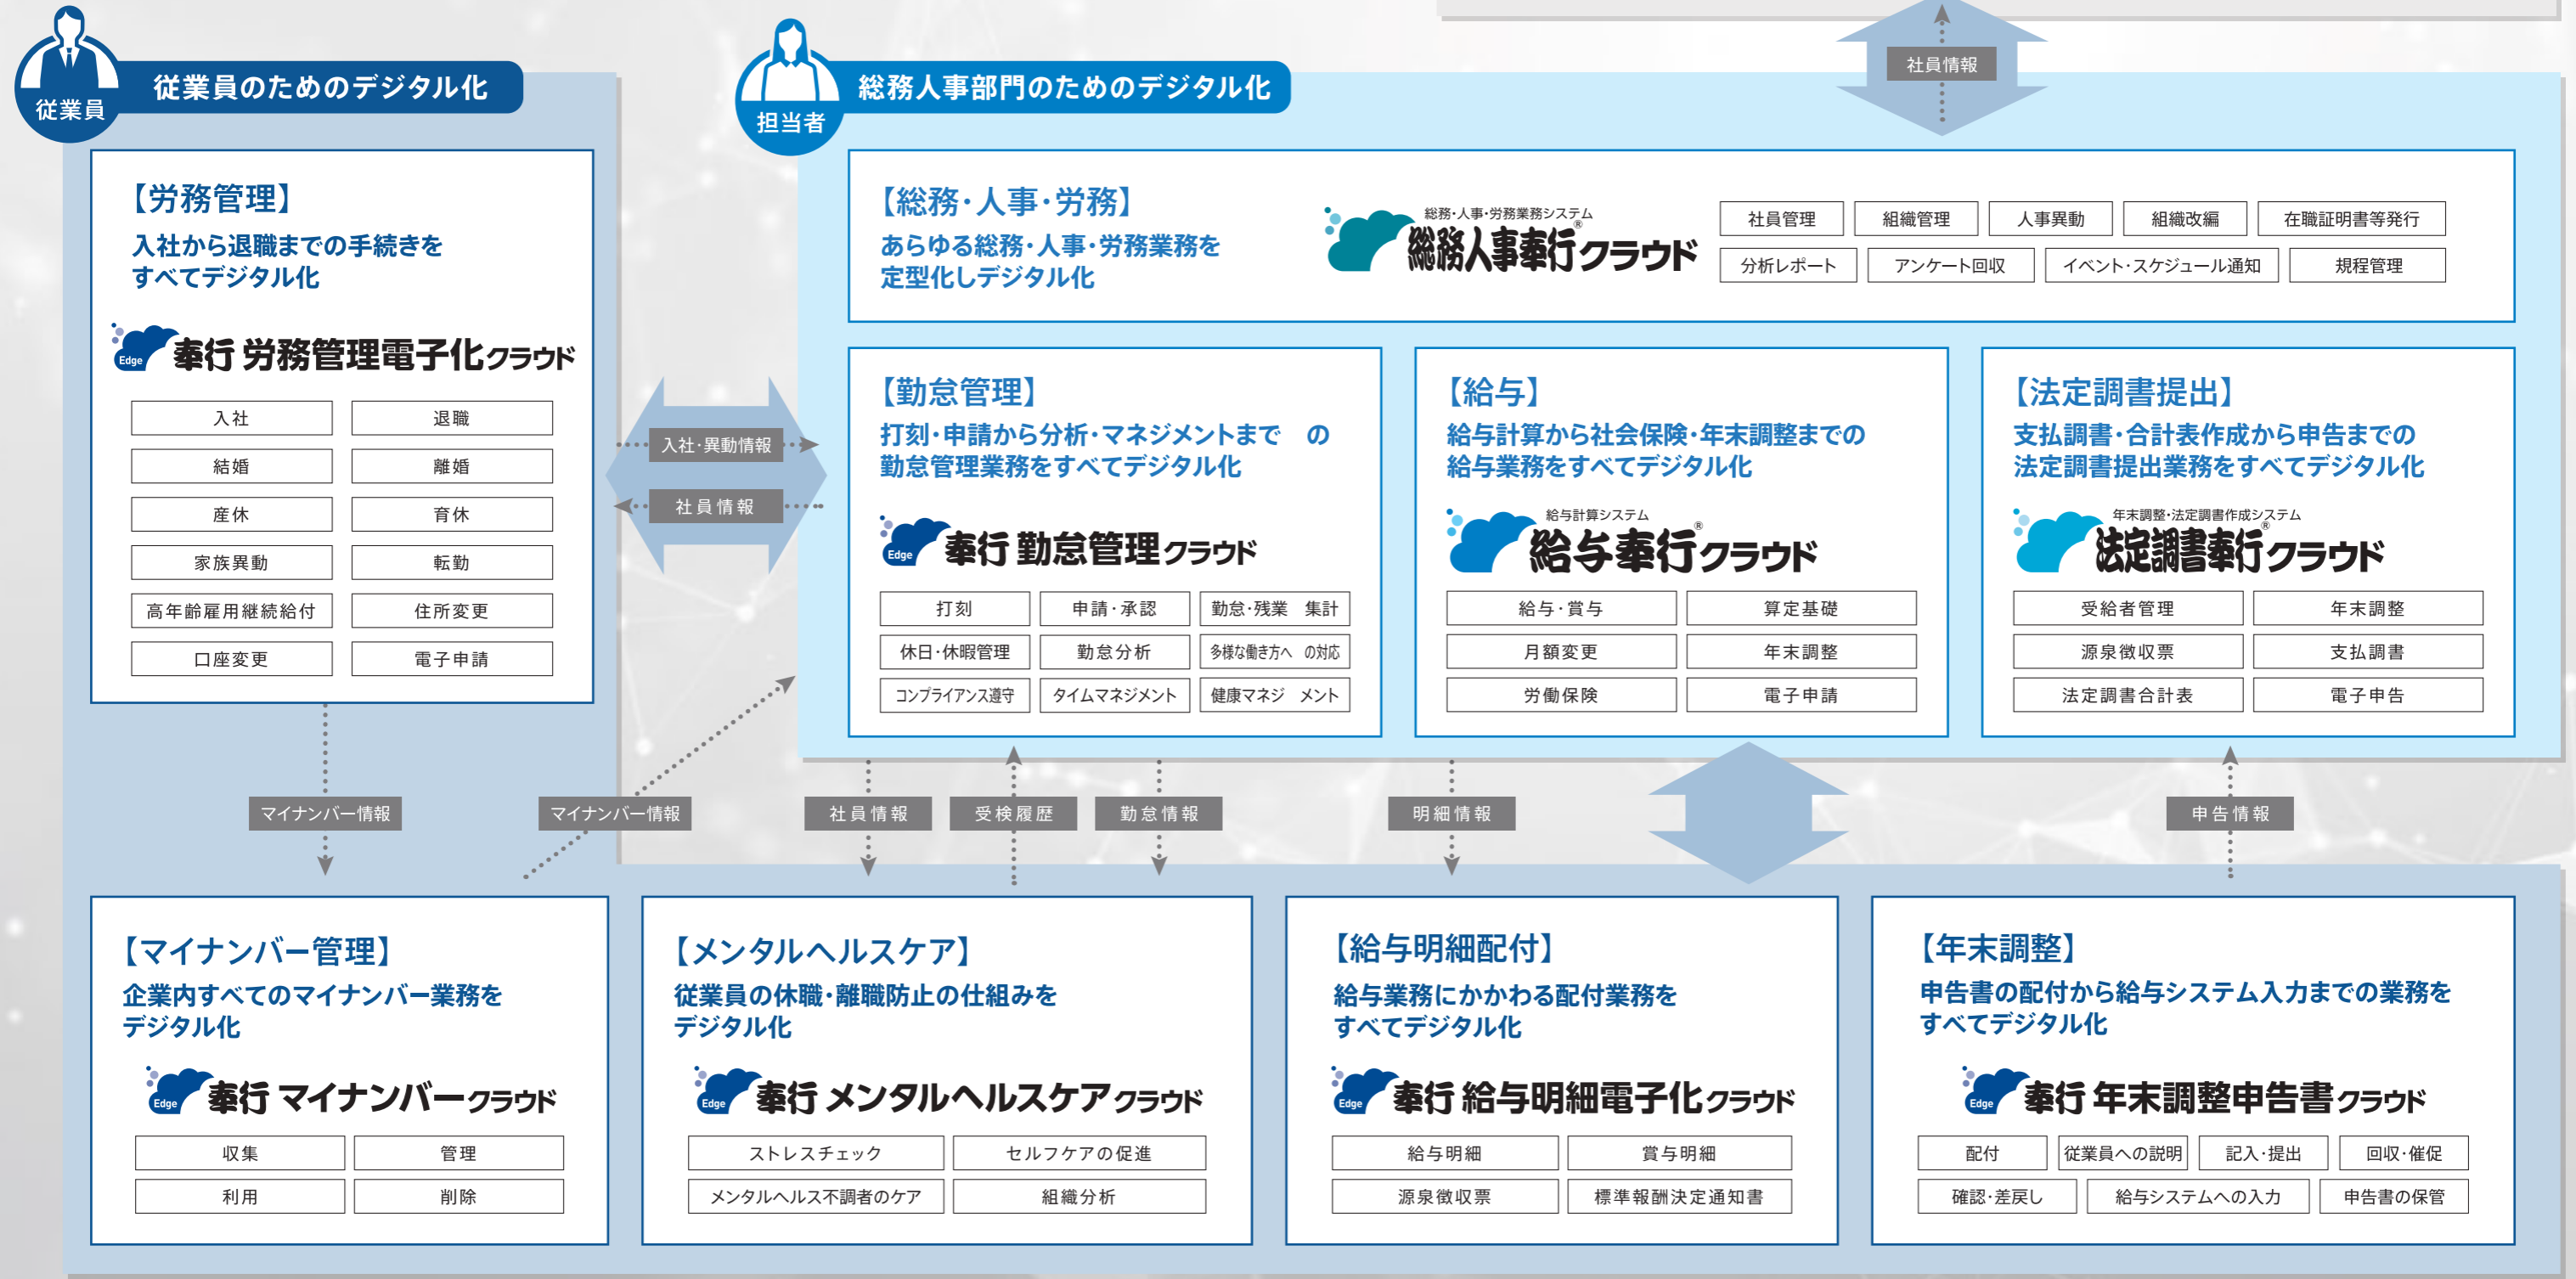 社員情報
従業員
従業員のためのデジタル化
【労務管理】
入社から退職までの手続きを
すべてデジタル化
Edge 奉行 労務管理電子化クラウド
入社 退職
結婚 離婚
産休 育休
家族異動 転勤
高年齢雇用継続給付 住所変更
口座変更 電子申請
入社・異動情報
社員情報
担当者
総務人事部門のためのデジタル化
【総務・人事・労務】
あらゆる総務・人事・労務業務を
定型化しデジタル化
総務・人事・労務業務システム
総務人事奉行®クラウド
社員管理 組織管理 人事異動 組織改編 在職証明書等発行
分析レポート アンケート回収 イベント・スケジュール通知 規程管理
【勤怠管理】
打刻・申請から分析・マネジメントまで の
勤怠管理業務をすべてデジタル化
Edge 奉行 勤怠管理クラウド
打刻 申請・承認 勤怠・残業 集計
休日・休暇管理 勤怠分析 多様な働き方へ の対応
コンプライアンス遵守 タイムマネジメント 健康マネジ メント
【給与】
給与計算から社会保険・年末調整までの
給与業務をすべてデジタル化
給与計算システム
給与奉行®クラウド
給与・賞与 算定基礎
月額変更 年末調整
労働保険 電子申請
【法定調書提出】
支払調書・合計表作成から申告までの
法定調書提出業務をすべてデジタル化
年末調整・法定調書作成システム
法定調書奉行®クラウド
受給者管理 年末調整
源泉徴収票 支払調書
法定調書合計表 電子申告
マイナンバー情報 マイナンバー情報 社員情報 受検履歴 勤怠情報 明細情報 申告情報
【マイナンバー管理】
企業内すべてのマイナンバー業務を
デジタル化
Edge 奉行 マイナンバークラウド
収集 管理
利用 削除
【メンタルヘルスケア】
従業員の休職・離職防止の仕組みを
デジタル化
Edge 奉行 メンタルヘルスケアクラウド
ストレスチェック セルフケアの促進
メンタルヘルス不調者のケア 組織分析
【給与明細配付】
給与業務にかかわる配付業務を
すべてデジタル化
Edge 奉行 給与明細電子化クラウド
給与明細 賞与明細
源泉徴収票 標準報酬決定通知書
【年末調整】
申告書の配付から給与システム入力までの業務を
すべてデジタル化
Edge 奉行 年末調整申告書クラウド
配付 従業員への説明 記入・提出 回収・催促
確認・差戻し 給与システムへの入力 申告書の保管